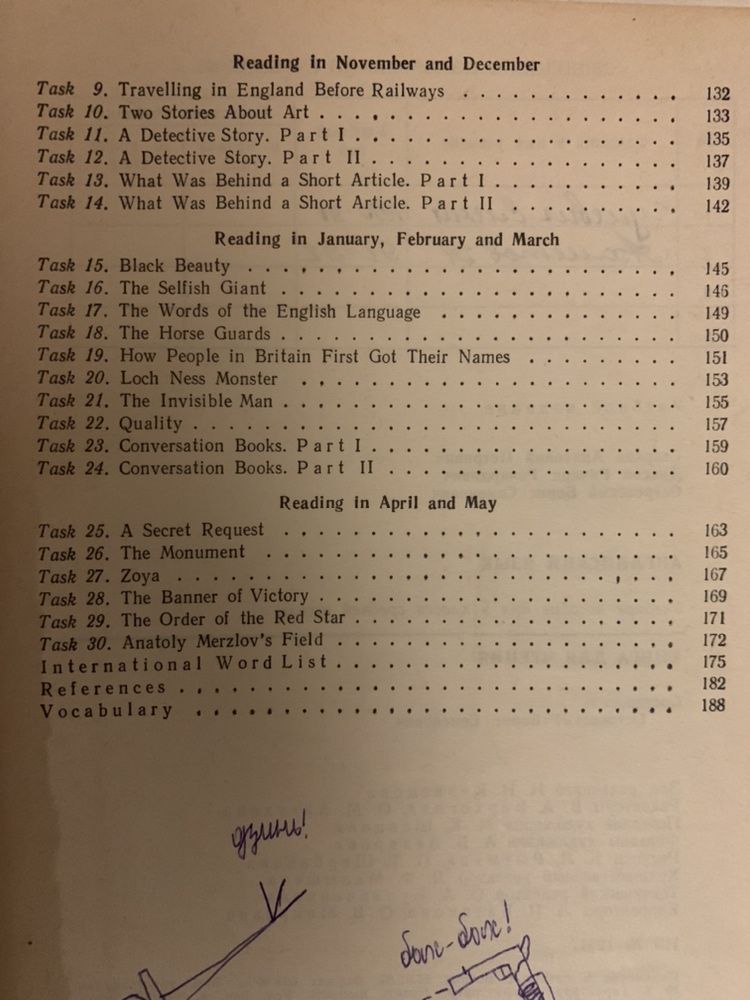 Reading in November and December
Task 9. Travelling in England Before Railways . . . . . . . . . . . . 132
Task 10. Two Stories About Art . . . . . . . . . . . . . . . . . . . . 133
Task 11. A Detective Story. Part I . . . . . . . . . . . . . . . . . . 135
Task 12. A Detective Story. Part II . . . . . . . . . . . . . . . . . 137
Task 13. What Was Behind a Short Article. Part I . . . . . . . . . . 139
Task 14. What Was Behind a Short Article. Part II . . . . . . . . . . 142
Reading in January, February and March
Task 15. Black Beauty . . . . . . . . . . . . . . . . . . . . . . . . 145
Task 16. The Selfish Giant . . . . . . . . . . . . . . . . . . . . . . 146
Task 17. The Words of the English Language . . . . . . . . . . . . . 149
Task 18. The Horse Guards . . . . . . . . . . . . . . . . . . . . . . 150
Task 19. How People in Britain First Got Their Names . . . . . . . . 151
Task 20. Loch Ness Monster . . . . . . . . . . . . . . . . . . . . . 153
Task 21. The Invisible Man . . . . . . . . . . . . . . . . . . . . . . 155
Task 22. Quality . . . . . . . . . . . . . . . . . . . . . . . . . . . 157
Task 23. Conversation Books. Part I . . . . . . . . . . . . . . . . . 159
Task 24. Conversation Books. Part II . . . . . . . . . . . . . . . . 160
Reading in April and May
Task 25. A Secret Request . . . . . . . . . . . . . . . . . . . . . . 163
Task 26. The Monument . . . . . . . . . . . . . . . . . . . . . . . 165
Task 27. Zoya . . . . . . . . . . . . . . . . . . . . . . . . . . . . 167
Task 28. The Banner of Victory . . . . . . . . . . . . . . . . . . . 169
Task 29. The Order of the Red Star . . . . . . . . . . . . . . . . . . 171
Task 30. Anatoly Merzlov's Field . . . . . . . . . . . . . . . . . . . 172
International Word List . . . . . . . . . . . . . . . . . . . 175
References . . . . . . . . . . . . . . . . . . . . . . . . . . . 182
Vocabulary . . . . . . . . . . . . . . . . . . . . . . . . . . 188
дзинь!
бах-бах!